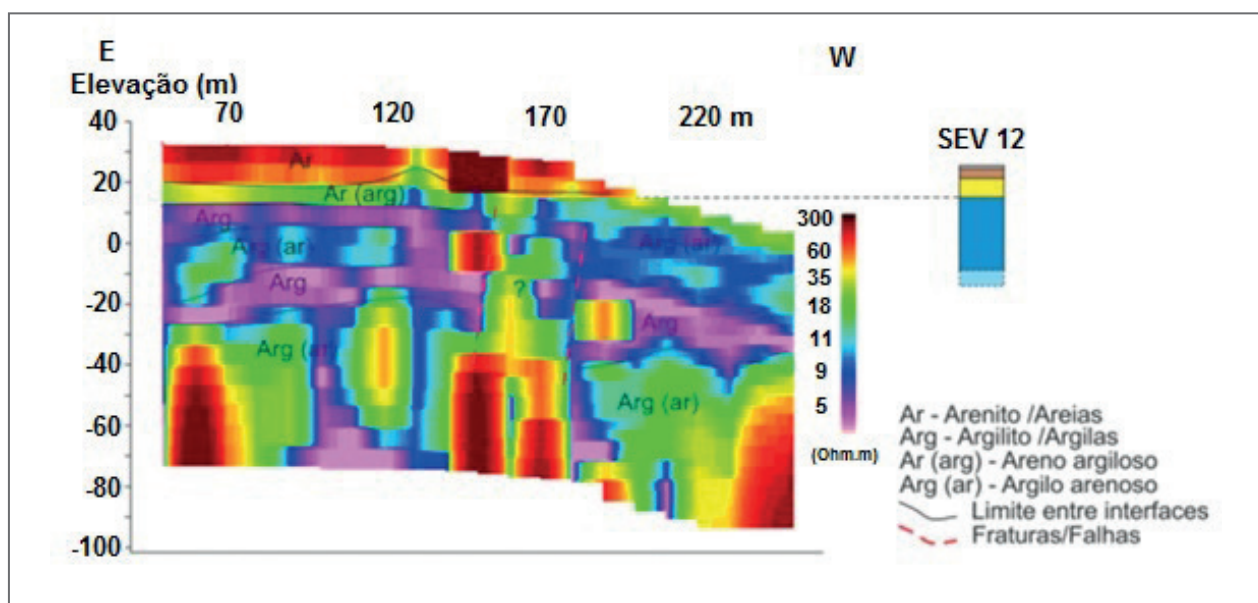 E
W
Elevação (m)
70 120 170 220 m
SEV 12
40
20
0
-20
-40
-60
-80
-100
Ar
Ar (arg)
Arg
Arg (ar)
Arg (ar)
Arg
?
Arg
Arg (ar)
Arg (ar)
300
60
35
18
11
9
5
(Ohm.m)
Ar - Arenito /Areias
Arg - Argilito /Argilas
Ar (arg) - Areno argiloso
Arg (ar) - Argilo arenoso
Limite entre interfaces
Fraturas/Falhas